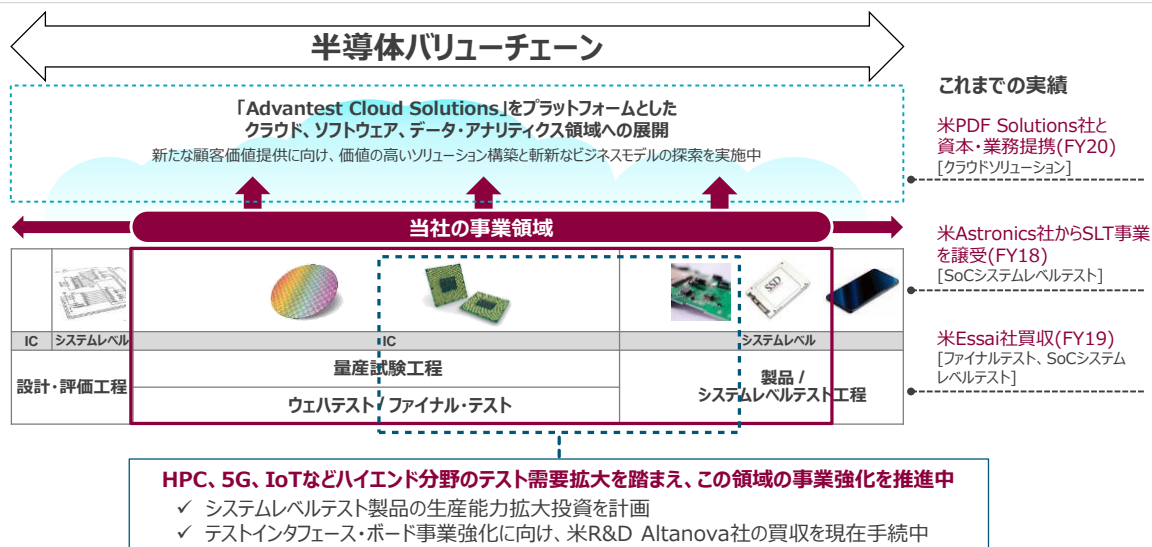 半導体バリューチェーン
「Advantest Cloud Solutions」をプラットフォームとした
クラウド、ソフトウェア、データ・アナリティクス領域への展開
新たな顧客価値提供に向け、価値の高いソリューション構築と斬新なビジネスモデルの探索を実施中
当社の事業領域
SSD
IC
システムレベル
IC
システムレベル
設計・評価工程
量産試験工程
ウェハテスト / ファイナル・テスト
製品 /
システムレベルテスト工程
これまでの実績
米PDF Solutions社と
資本・業務提携(FY20)
[クラウドソリューション]
米Astronics社からSLT事業
を譲受(FY18)
[SoCシステムレベルテスト]
米Essai社買収(FY19)
[ファイナルテスト、SoCシステム
レベルテスト]
HPC、5G、IoTなどハイエンド分野のテスト需要拡大を踏まえ、この領域の事業強化を推進中
✓ システムレベルテスト製品の生産能力拡大投資を計画
✓ テストインタフェース・ボード事業強化に向け、米R&D Altanova社の買収を現在手続中